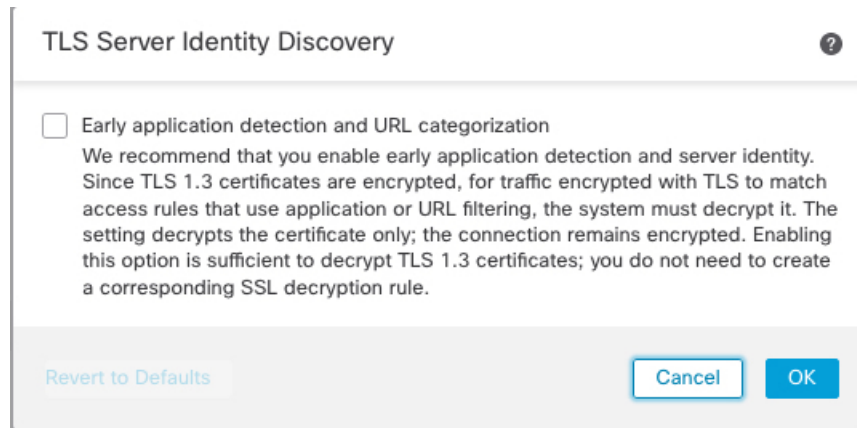 TLS Server Identity Discovery
?
Early application detection and URL categorization
We recommend that you enable early application detection and server identity.
Since TLS 1.3 certificates are encrypted, for traffic encrypted with TLS to match
access rules that use application or URL filtering, the system must decrypt it. The
setting decrypts the certificate only; the connection remains encrypted. Enabling
this option is sufficient to decrypt TLS 1.3 certificates; you do not need to create
a corresponding SSL decryption rule.
Revert to Defaults
Cancel
OK